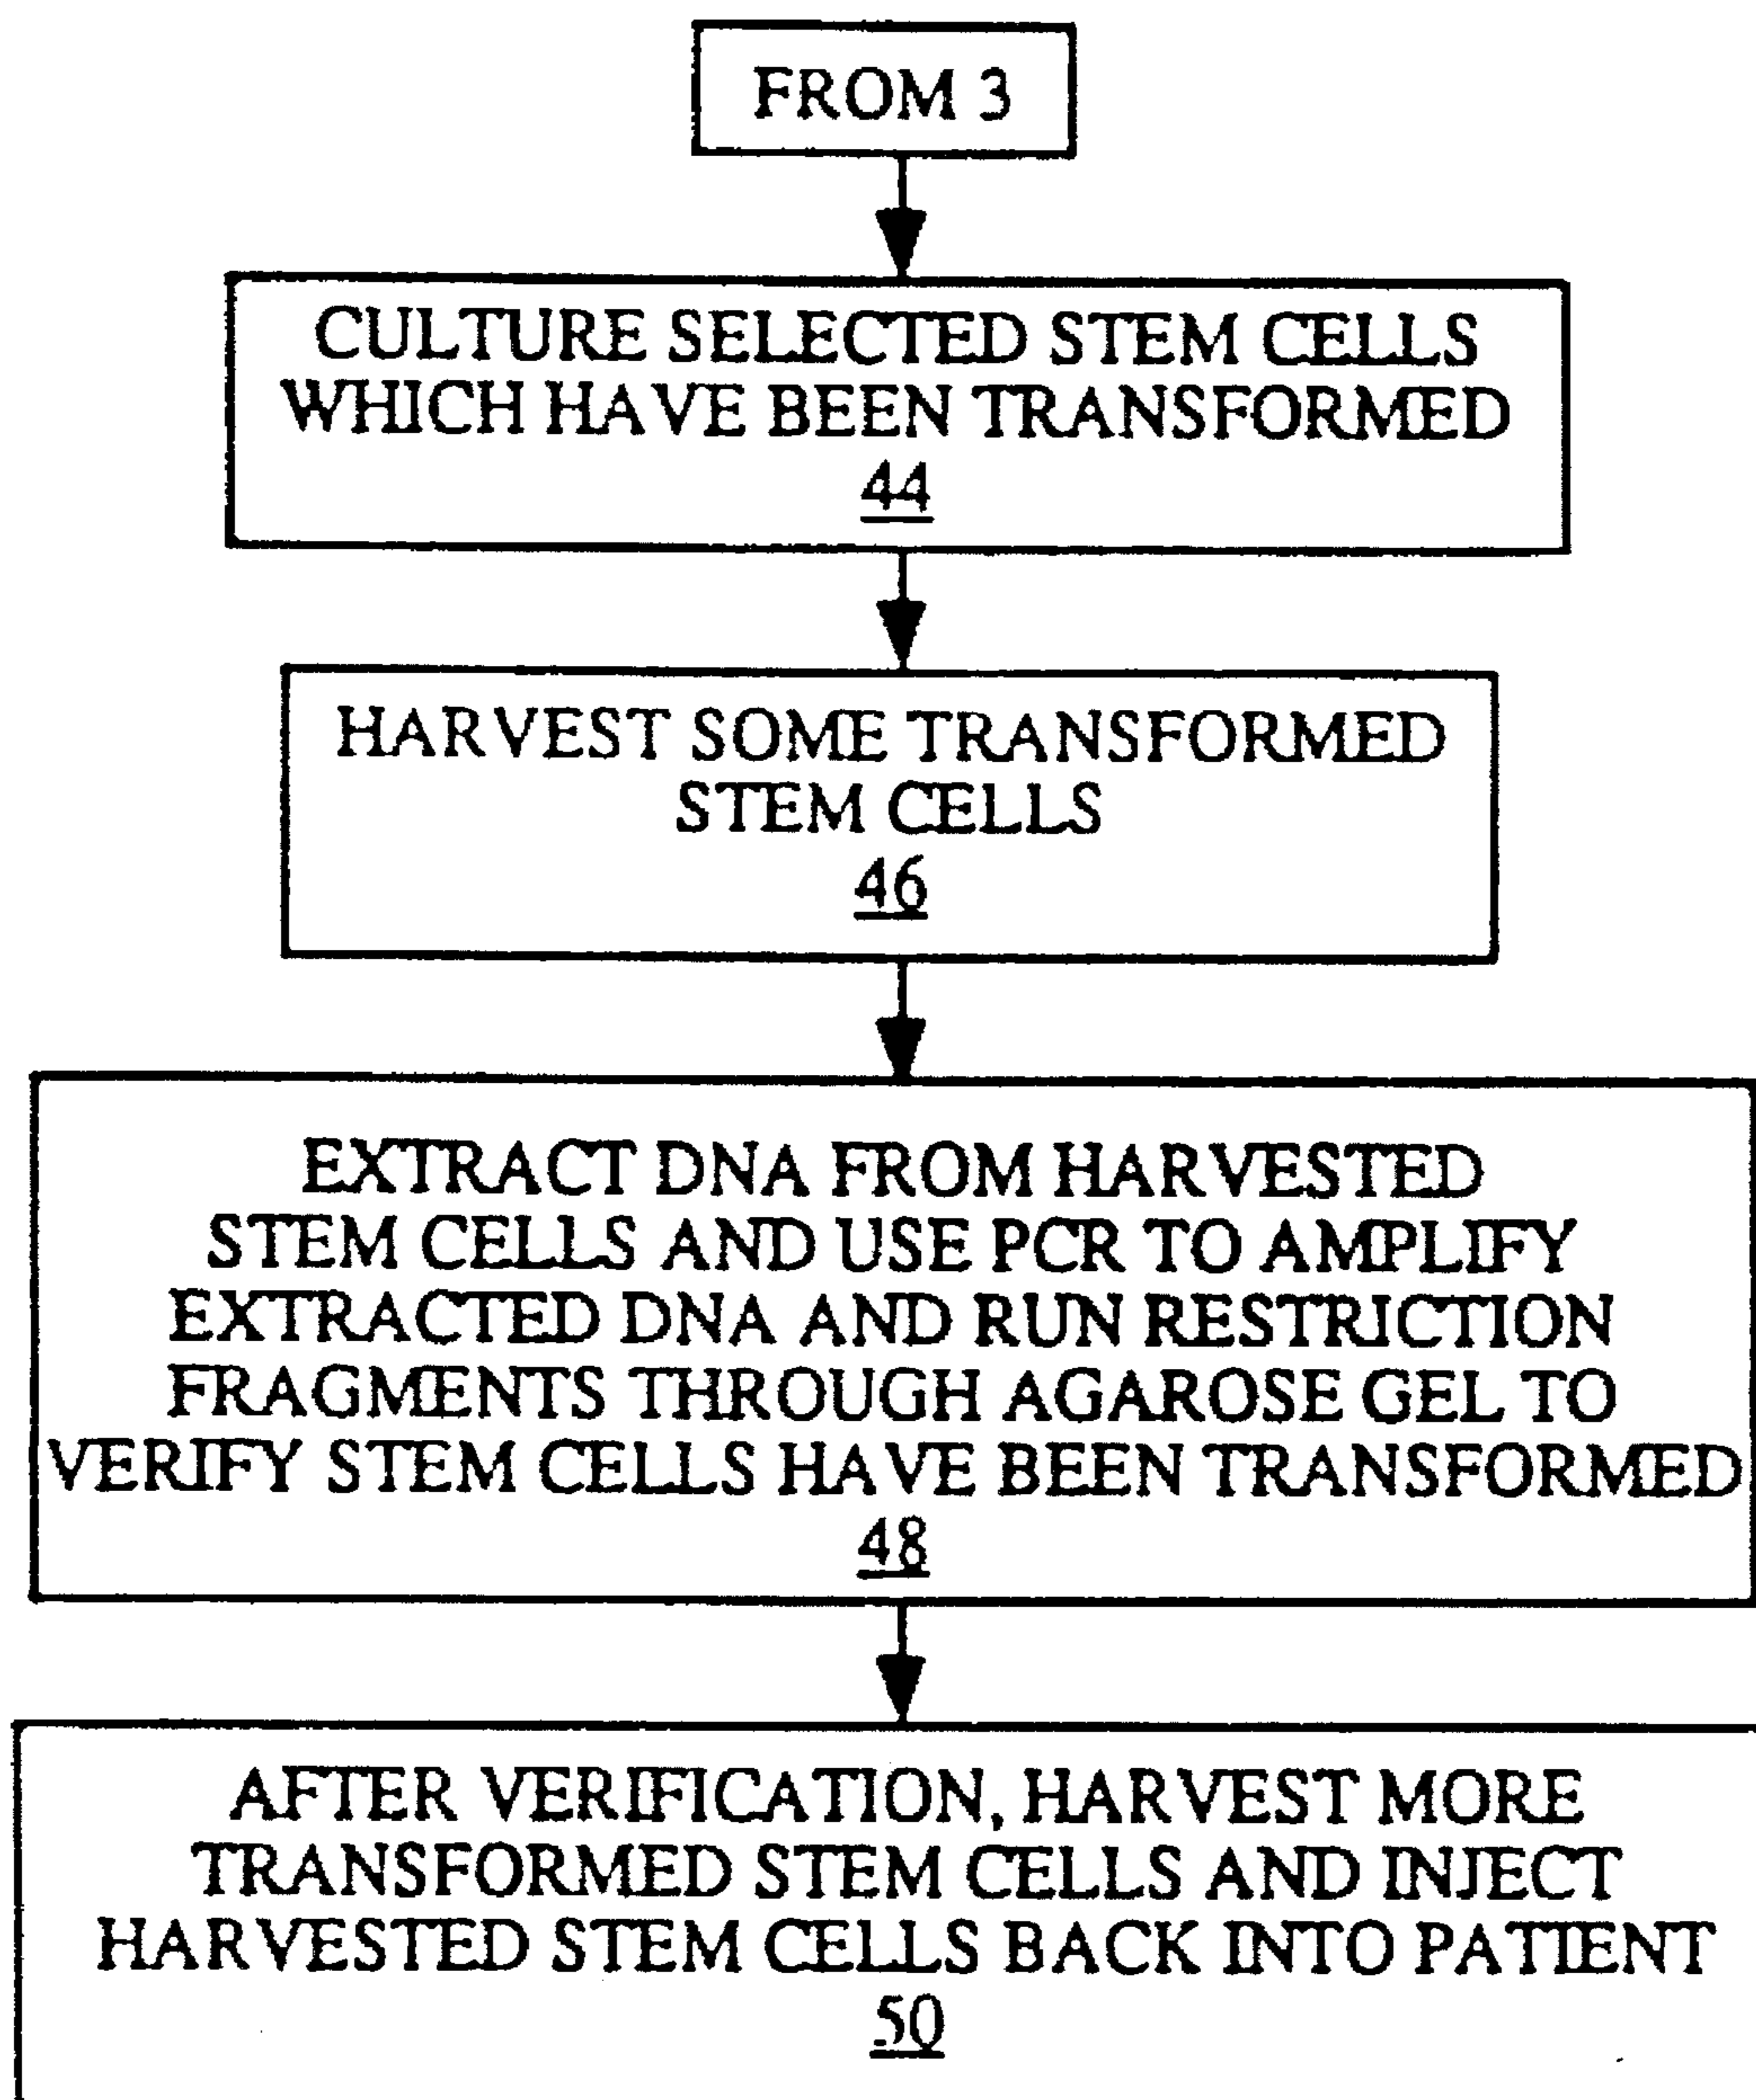 FROM 3
CULTURE SELECTED STEM CELLS
WHICH HAVE BEEN TRANSFORMED
44
HARVEST SOME TRANSFORMED
STEM CELLS
46
EXTRACT DNA FROM HARVESTED
STEM CELLS AND USE PCR TO AMPLIFY
EXTRACTED DNA AND RUN RESTRICTION
FRAGMENTS THROUGH AGAROSE GEL TO
VERIFY STEM CELLS HAVE BEEN TRANSFORMED
48
AFTER VERIFICATION, HARVEST MORE
TRANSFORMED STEM CELLS AND INJECT
HARVESTED STEM CELLS BACK INTO PATIENT
50